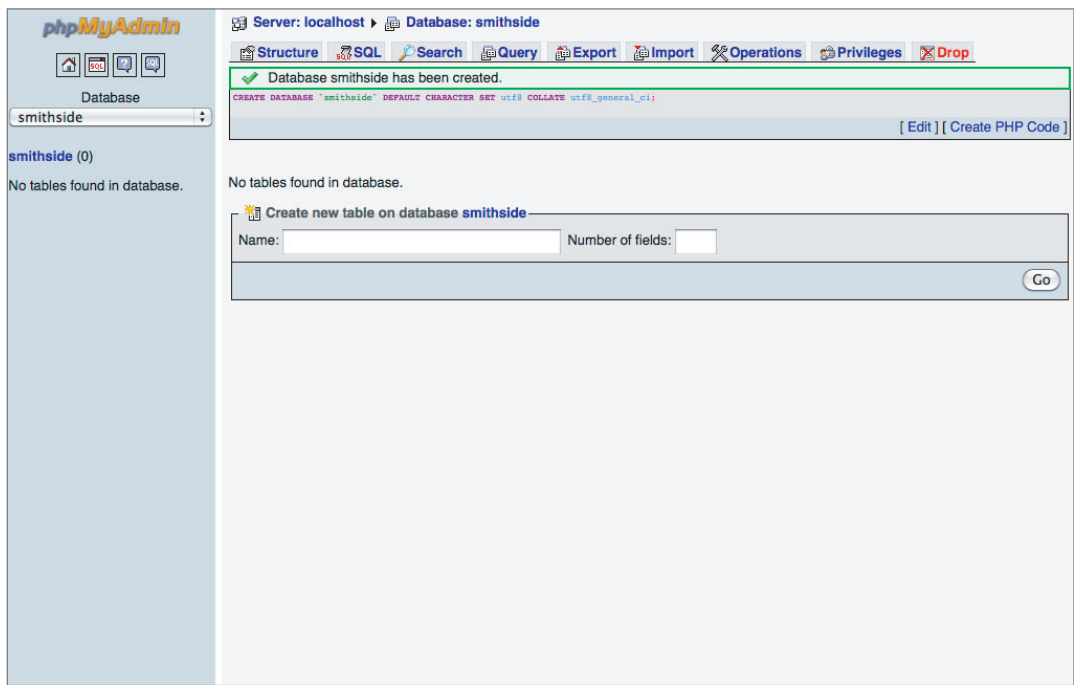 phpMyAdmin
SQL
Database
smithside
smithside (0)
No tables found in database.
Server: localhost ▸ Database: smithside
Structure SQL Search Query Export Import Operations Privileges Drop
Database smithside has been created.
CREATE DATABASE `smithside` DEFAULT CHARACTER SET utf8 COLLATE utf8_general_ci;
[ Edit ] [ Create PHP Code ]
No tables found in database.
Create new table on database smithside
Name: Number of fields:
Go